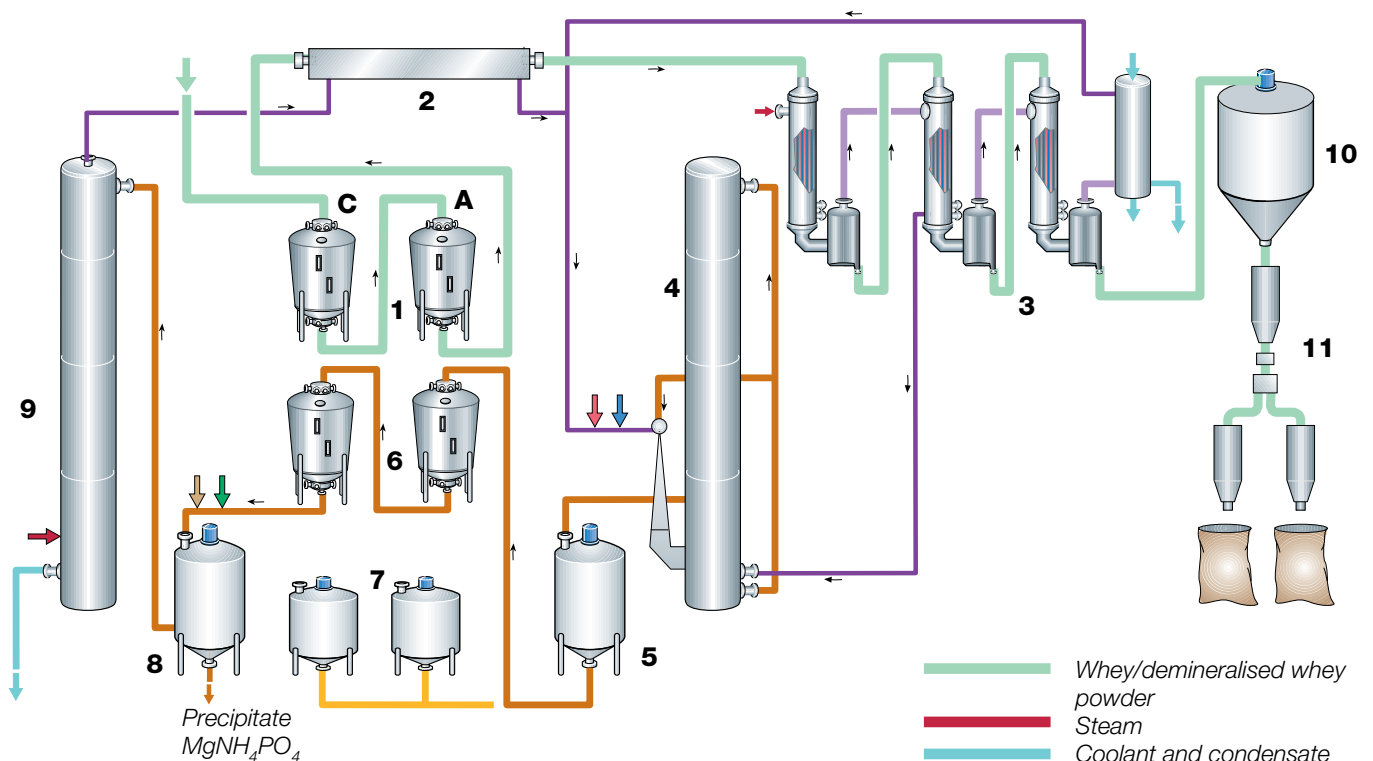 2
10
C
A
4
1
3
11
9
6
7
8
5
Precipitate
MgNH₄PO₄
Whey/demineralised whey
powder
Steam
Coolant and condensate